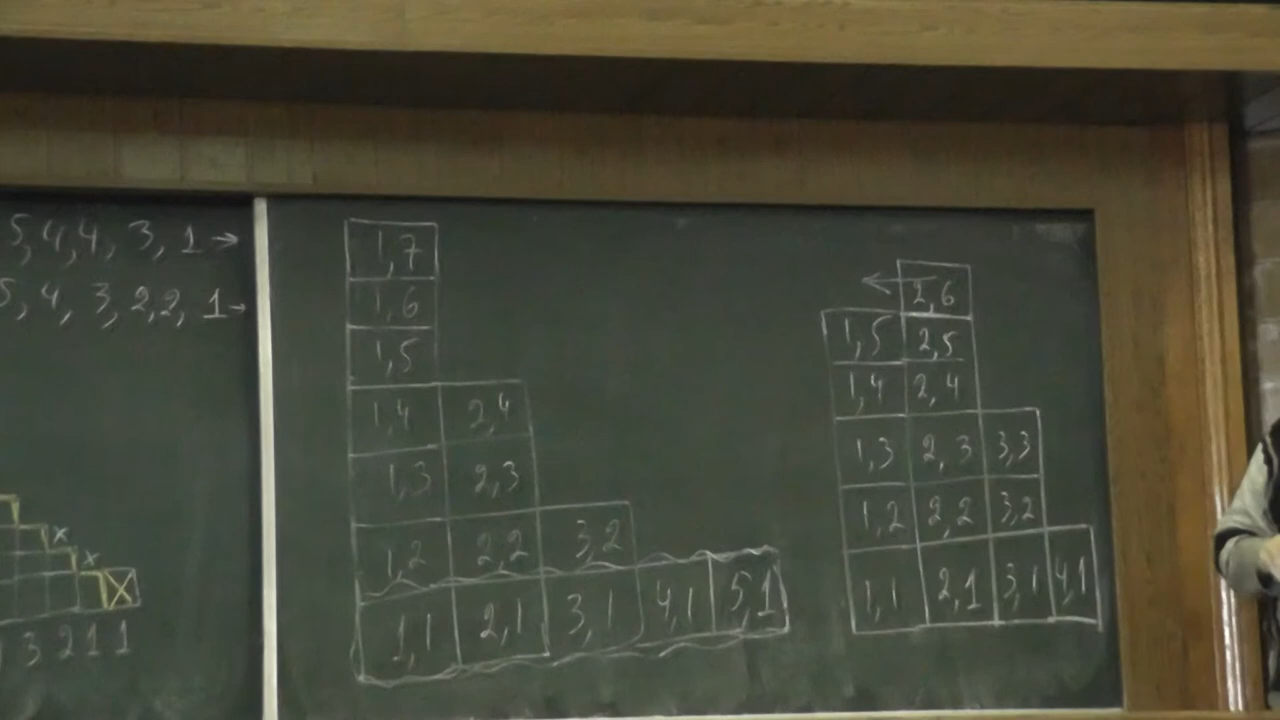 5,4,4, 3, 1 →
5, 4, 3, 2,2, 1→
3 2 1 1
1,7
1,6
1,5
1,4 2,4
1,3 2,3
1,2 2,2 3,2
1,1 2,1 3,1 4,1 5,1
← 2,6
1,5 2,5
1,4 2,4
1,3 2,3 3,3
1,2 2,2 3,2
1,1 2,1 3,1 4,1